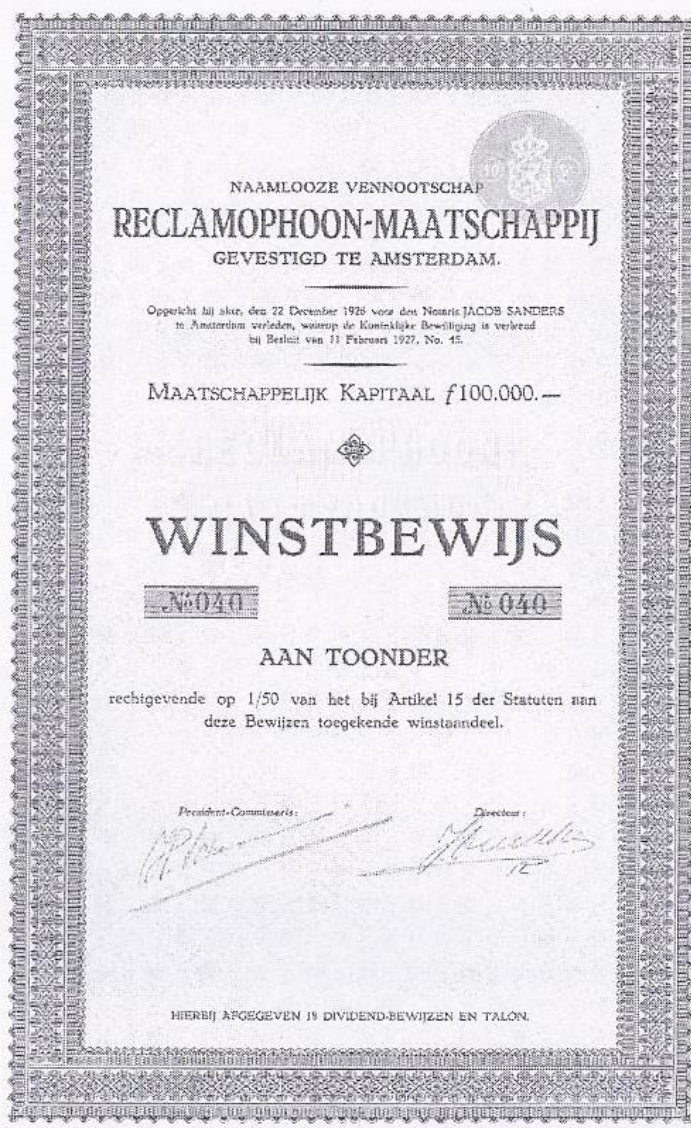 NAAMLOOZE VENNOOTSCHAP
RECLAMOPHOON-MAATSCHAPPIJ
GEVESTIGD TE AMSTERDAM.
Opgericht bij akte, den 22 December 1926 voor den Notaris JACOB SANDERS
te Amsterdam verleden, waarop de Koninklijke Bewilliging is verleend
bij Besluit van 11 Februari 1927, No. 45.
MAATSCHAPPELIJK KAPITAAL f 100.000.—
WINSTBEWIJS
№ 040 № 040
AAN TOONDER
rechtgevende op 1/50 van het bij Artikel 15 der Statuten aan
deze Bewijzen toegekende winstaandeel.
President-Commissaris: Directeur:
HIERBIJ AFGEGEVEN 18 DIVIDEND-BEWIJZEN EN TALON.